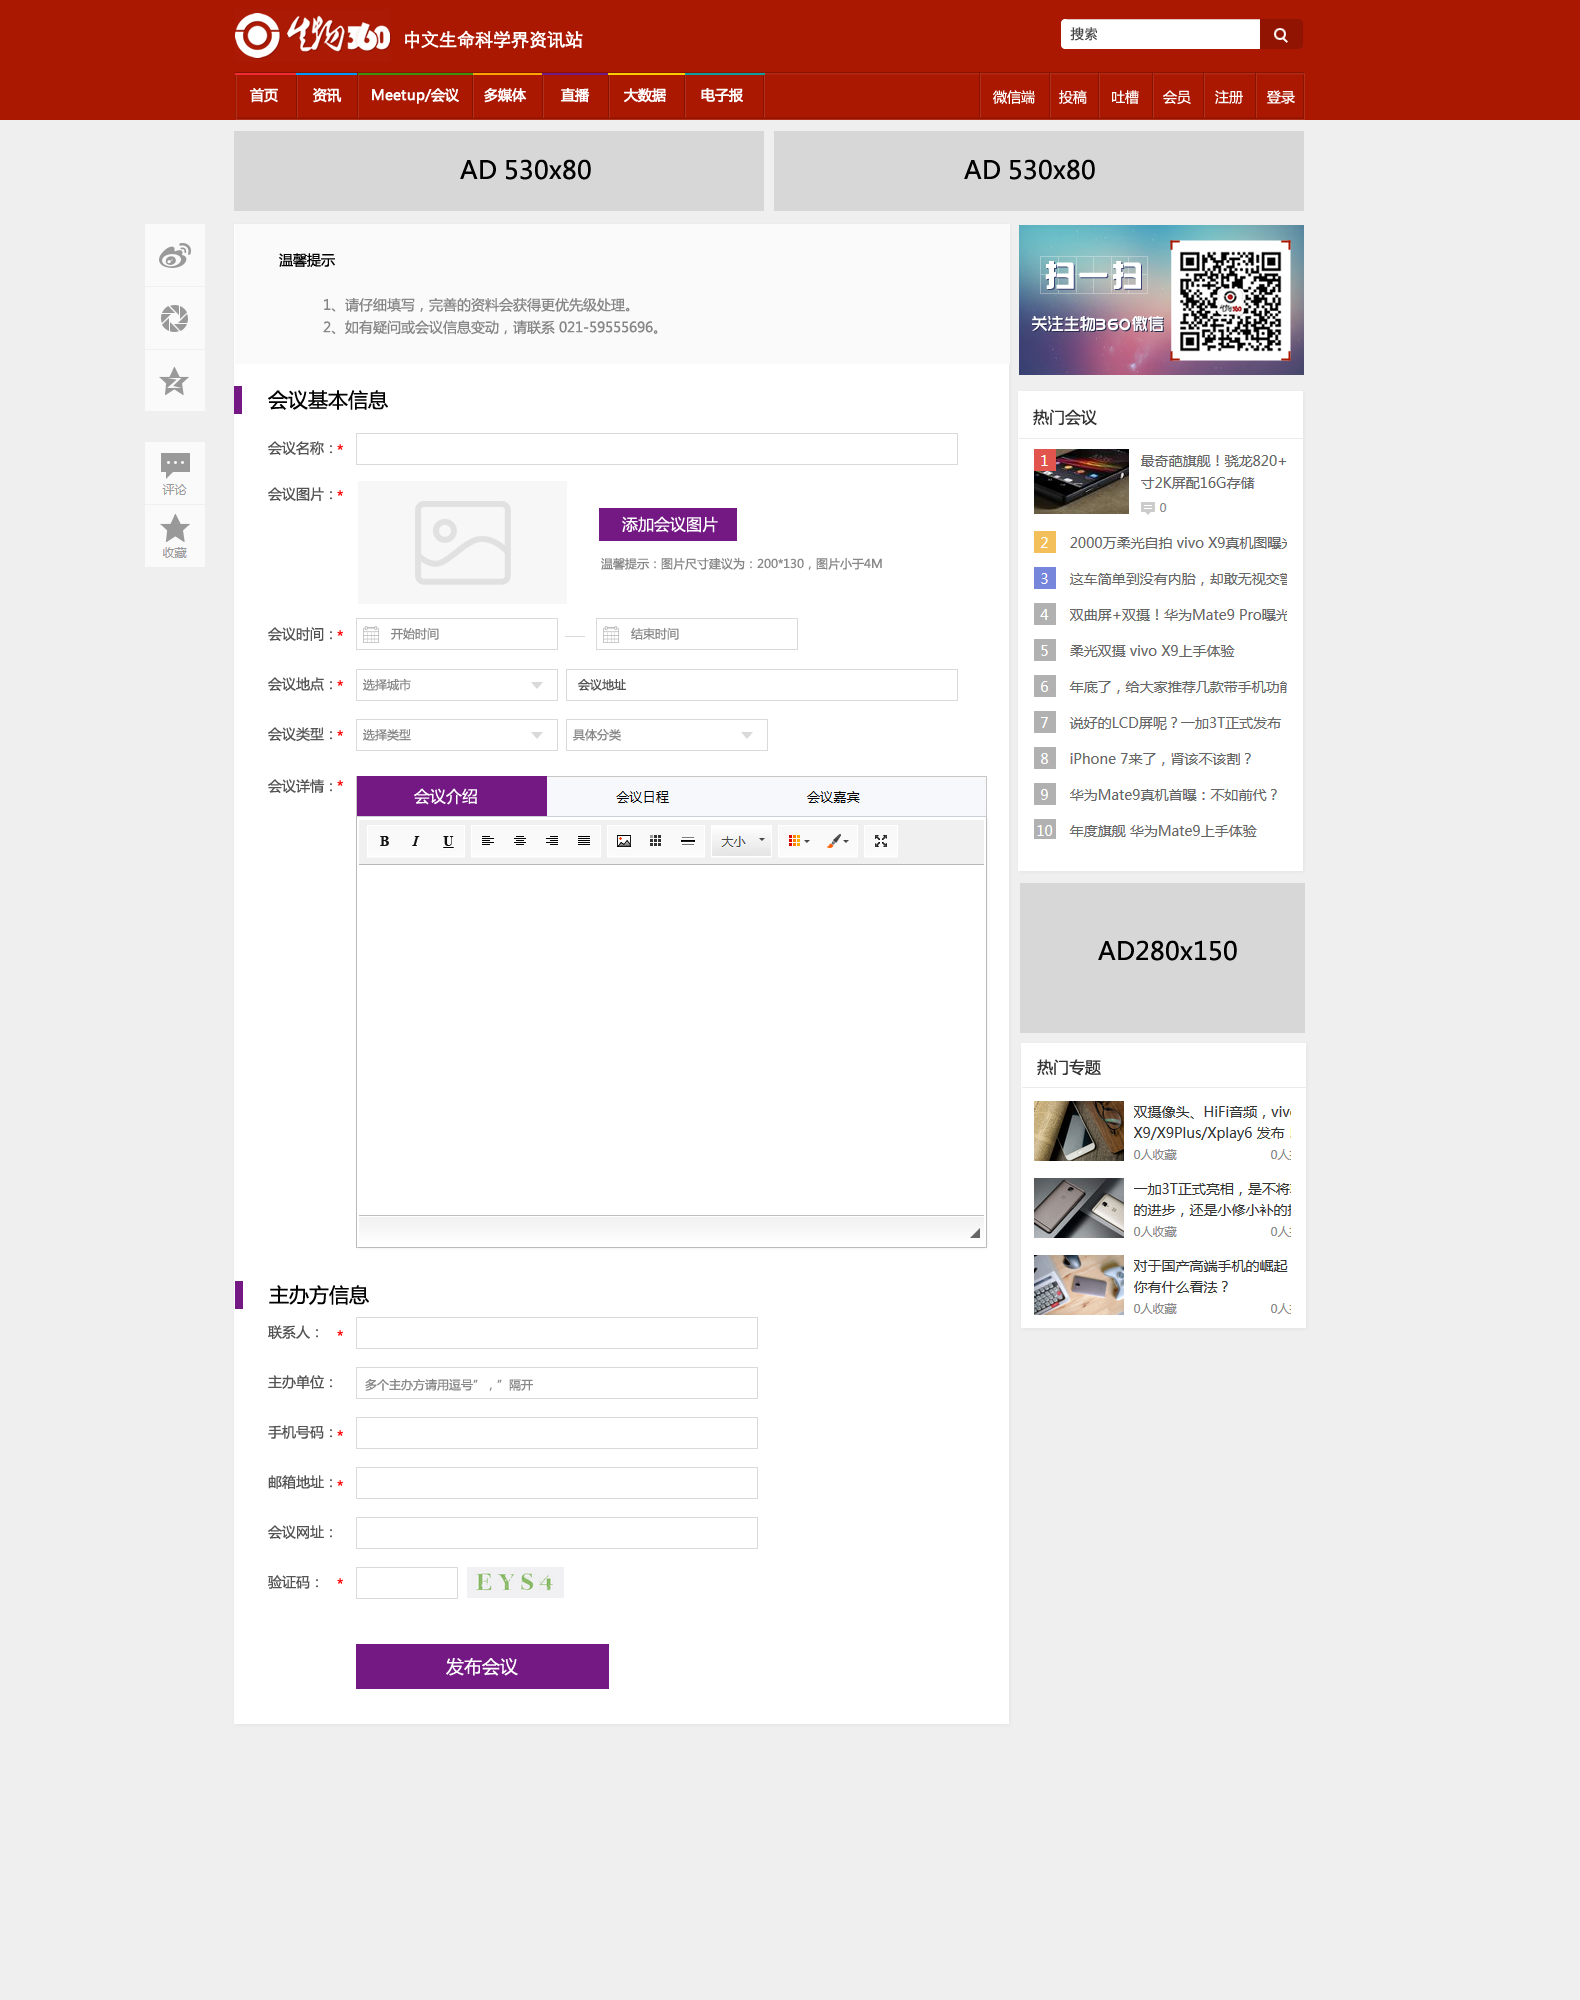 生物360 中文生命科学界资讯站
搜索
首页 资讯 Meetup/会议 多媒体 直播 大数据 电子报 微信端 投稿 吐槽 会员 注册 登录
AD 530x80 AD 530x80
温馨提示
1、请仔细填写，完善的资料会获得更优先级处理。
2、如有疑问或会议信息变动，请联系 021-59555696。
评论
收藏
会议基本信息
会议名称：*
会议图片：*
添加会议图片
温馨提示：图片尺寸建议为：200*130，图片小于4M
会议时间：* 开始时间 — 结束时间
会议地点：* 选择城市 会议地址
会议类型：* 选择类型 具体分类
会议详情：* 会议介绍 会议日程 会议嘉宾
B I U 大小
主办方信息
联系人： *
主办单位： 多个主办方请用逗号”，”隔开
手机号码：*
邮箱地址：*
会议网址：
验证码： * EYS4
发布会议
扫一扫
关注生物360微信
生物360
热门会议
1 最奇葩旗舰！骁龙820+
寸2K屏配16G存储
0
2 2000万柔光自拍 vivo X9真机图曝
3 这车简单到没有内胎，却敢无视交
4 双曲屏+双摄！华为Mate9 Pro曝光
5 柔光双摄 vivo X9上手体验
6 年底了，给大家推荐几款带手机功能
7 说好的LCD屏呢？一加3T正式发布
8 iPhone 7来了，肾该不该割？
9 华为Mate9真机首曝：不如前代？
10 年度旗舰 华为Mate9上手体验
AD280x150
热门专题
双摄像头、HiFi音频，viv
X9/X9Plus/Xplay6 发布
0人收藏 0人
一加3T正式亮相，是不将
的进步，还是小修小补的
0人收藏 0人
对于国产高端手机的崛起
你有什么看法？
0人收藏 0人